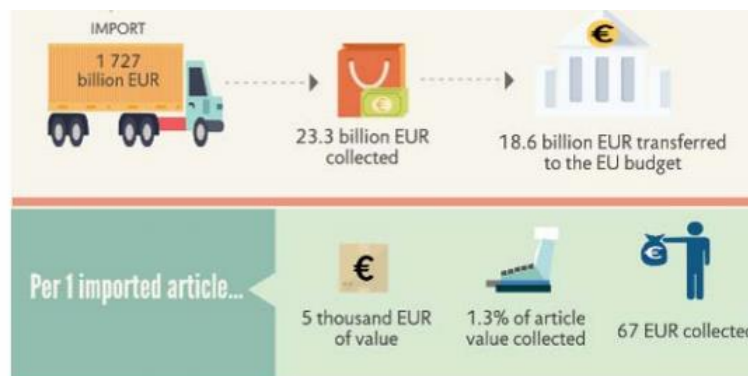 IMPORT
1 727
billion EUR
€
€
23.3 billion EUR
collected
18.6 billion EUR transferred
to the EU budget
Per 1 imported article...
€
€
5 thousand EUR
of value
1.3% of article
value collected
67 EUR collected